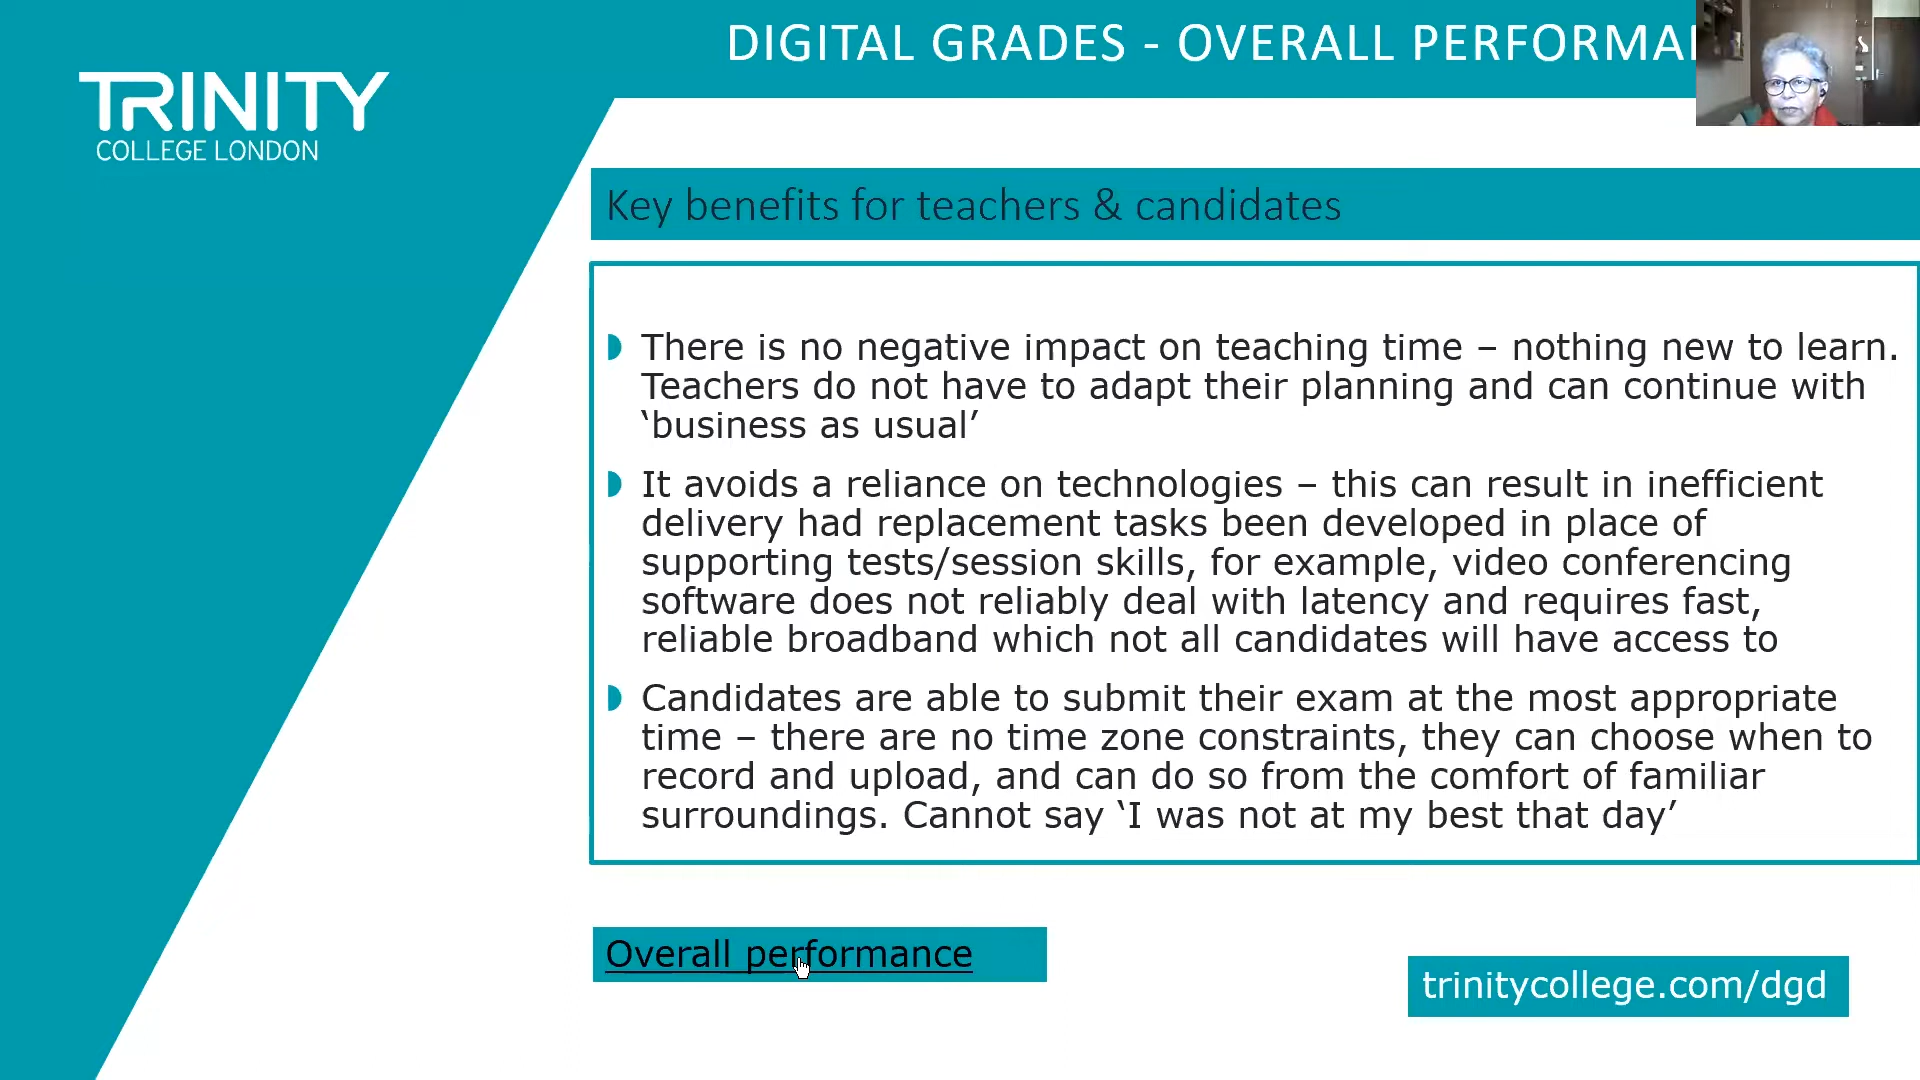 DIGITAL GRADES - OVERALL
TRINITY
COLLEGE LONDON
Key benefits for teachers & candidates
There is no negative impact on teaching time – nothing new to learn.
Teachers do not have to adapt their planning and can continue with
‘business as usual’
It avoids a reliance on technologies – this can result in inefficient
delivery had replacement tasks been developed in place of
supporting tests/session skills, for example, video conferencing
software does not reliably deal with latency and requires fast,
reliable broadband which not all candidates will have access to
Candidates are able to submit their exam at the most appropriate
time – there are no time zone constraints, they can choose when to
record and upload, and can do so from the comfort of familiar
surroundings. Cannot say ‘I was not at my best that day’
Overall performance
trinitycollege.com/dgd